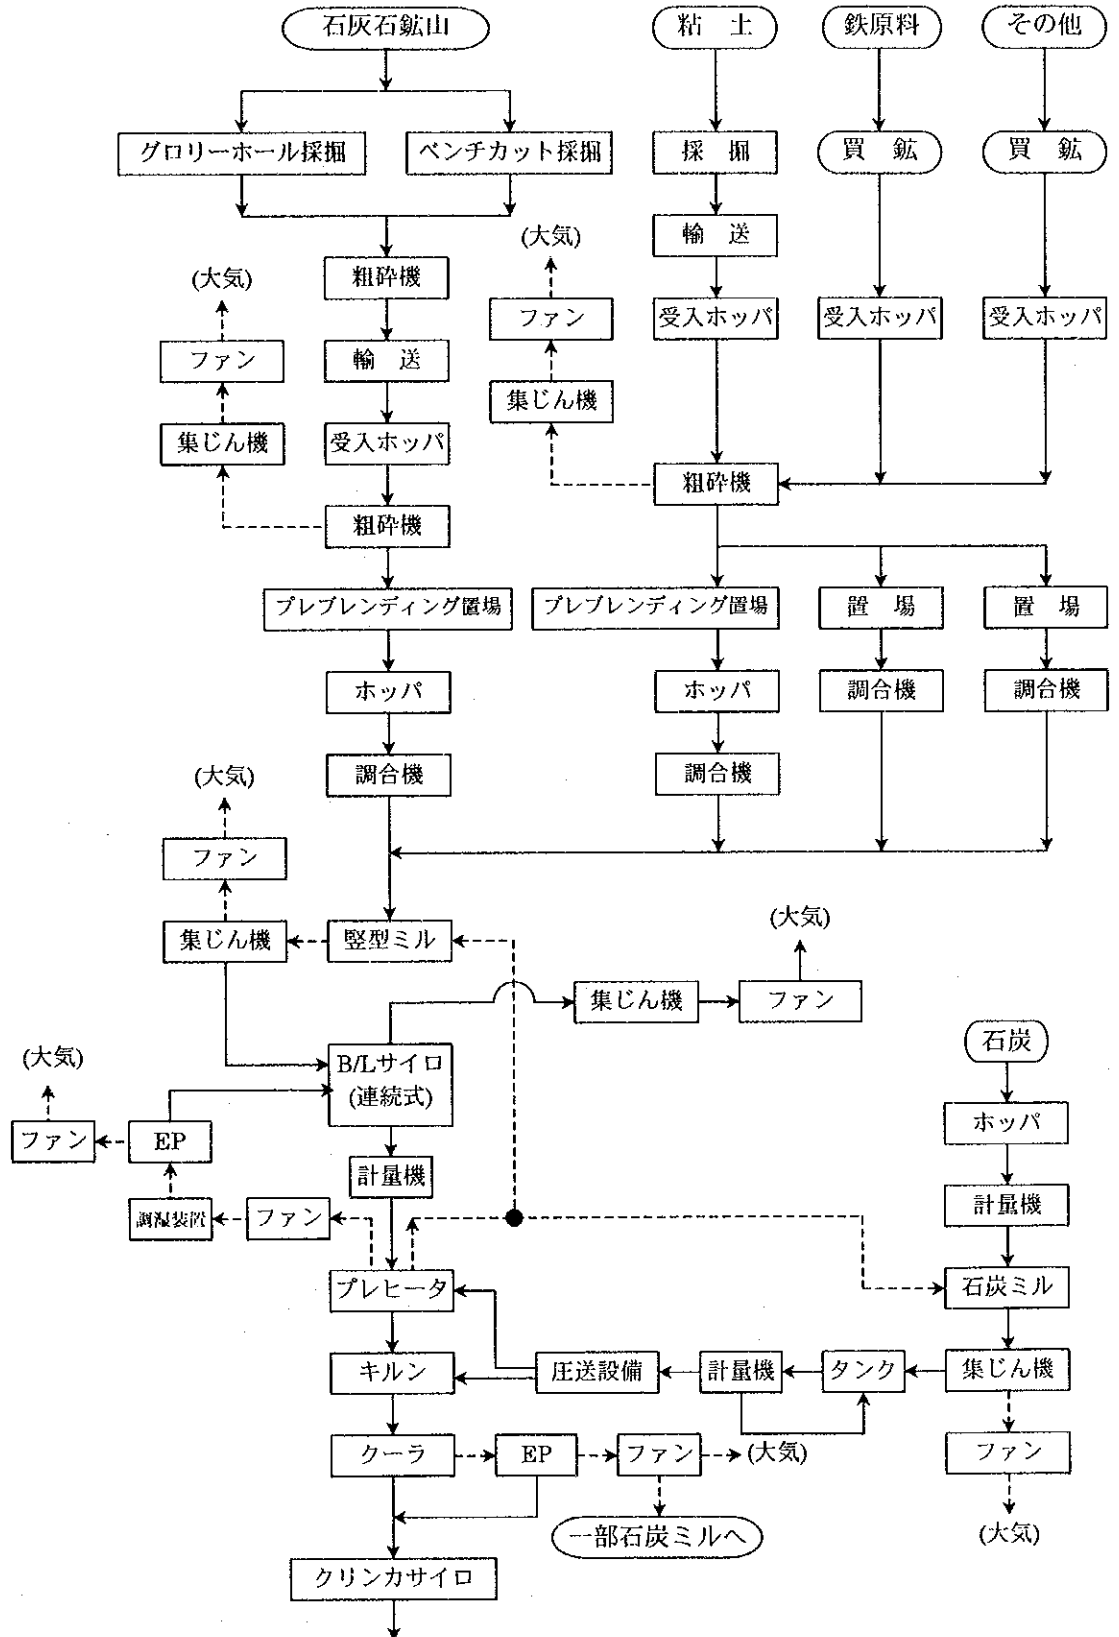 石灰石鉱山
粘 土
鉄原料
その他
グロリーホール採掘
ベンチカット採掘
採 掘
買 鉱
買 鉱
輸 送
(大気)
(大気)
粗砕機
ファン
受入ホッパ
受入ホッパ
受入ホッパ
ファン
輸 送
集じん機
集じん機
受入ホッパ
粗砕機
粗砕機
プレブレンディング置場
プレブレンディング置場
置 場
置 場
ホッパ
ホッパ
調合機
調合機
(大気)
調合機
調合機
ファン
(大気)
集じん機
竪型ミル
集じん機
ファン
石炭
(大気)
B/Lサイロ
(連続式)
ホッパ
ファン
EP
計量機
計量機
調湿装置
ファン
プレヒータ
石炭ミル
キルン
圧送設備
計量機
タンク
集じん機
クーラ
EP
ファン
(大気)
ファン
一部石炭ミルへ
(大気)
クリンカサイロ